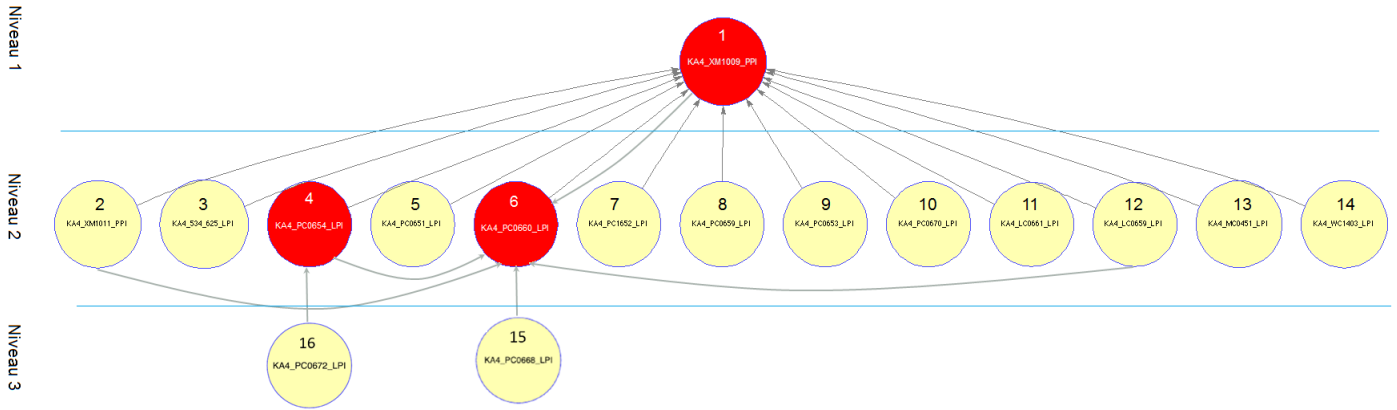 Niveau 1
1
KA4_XM1009_PPI
Niveau 2
2
KA4_XM1011_PPI
3
KA4_534_625_LPI
4
KA4_PC0654_LPI
5
KA4_PC0651_LPI
6
KA4_PC0660_LPI
7
KA4_PC1652_LPI
8
KA4_PC0659_LPI
9
KA4_PC0653_LPI
10
KA4_PC0670_LPI
11
KA4_LC0661_LPI
12
KA4_LC0659_LPI
13
KA4_MC0451_LPI
14
KA4_WC1403_LPI
Niveau 3
16
KA4_PC0672_LPI
15
KA4_PC0668_LPI